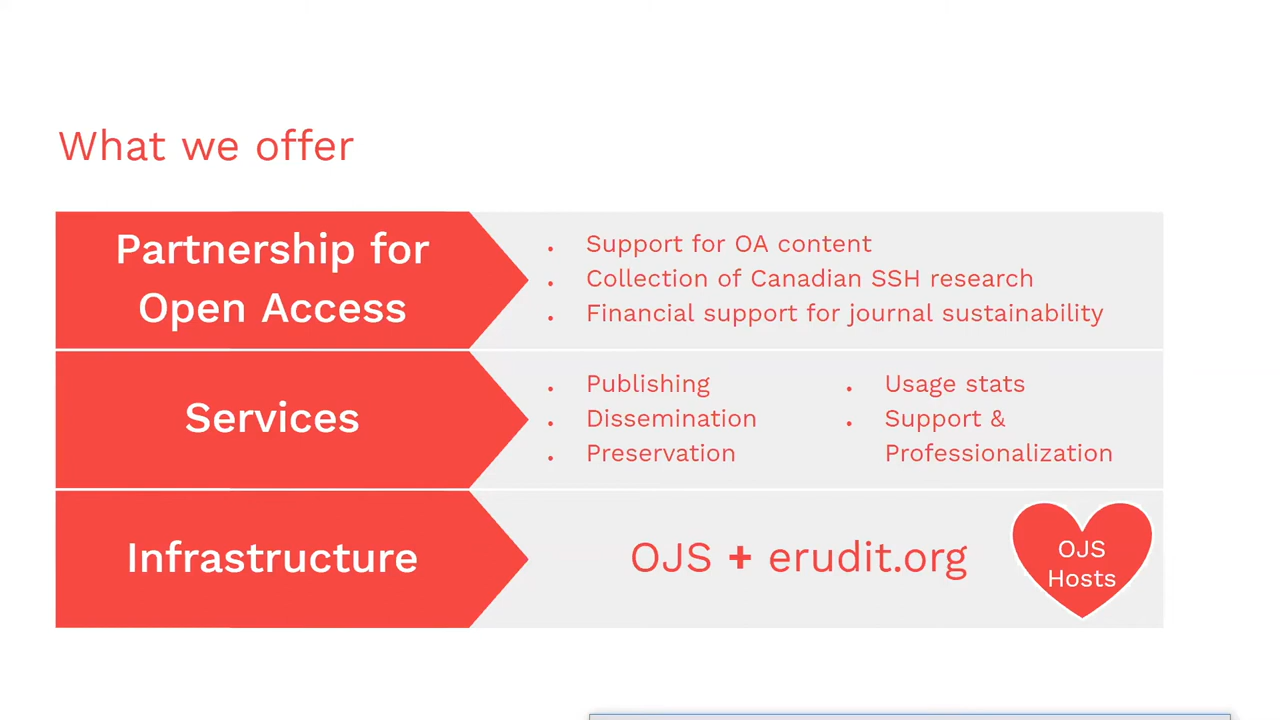 What we offer
Partnership for
Open Access
. Support for OA content
. Collection of Canadian SSH research
. Financial support for journal sustainability
Services
. Publishing
. Dissemination
. Preservation
. Usage stats
. Support &
Professionalization
Infrastructure
OJS + erudit.org
OJS
Hosts